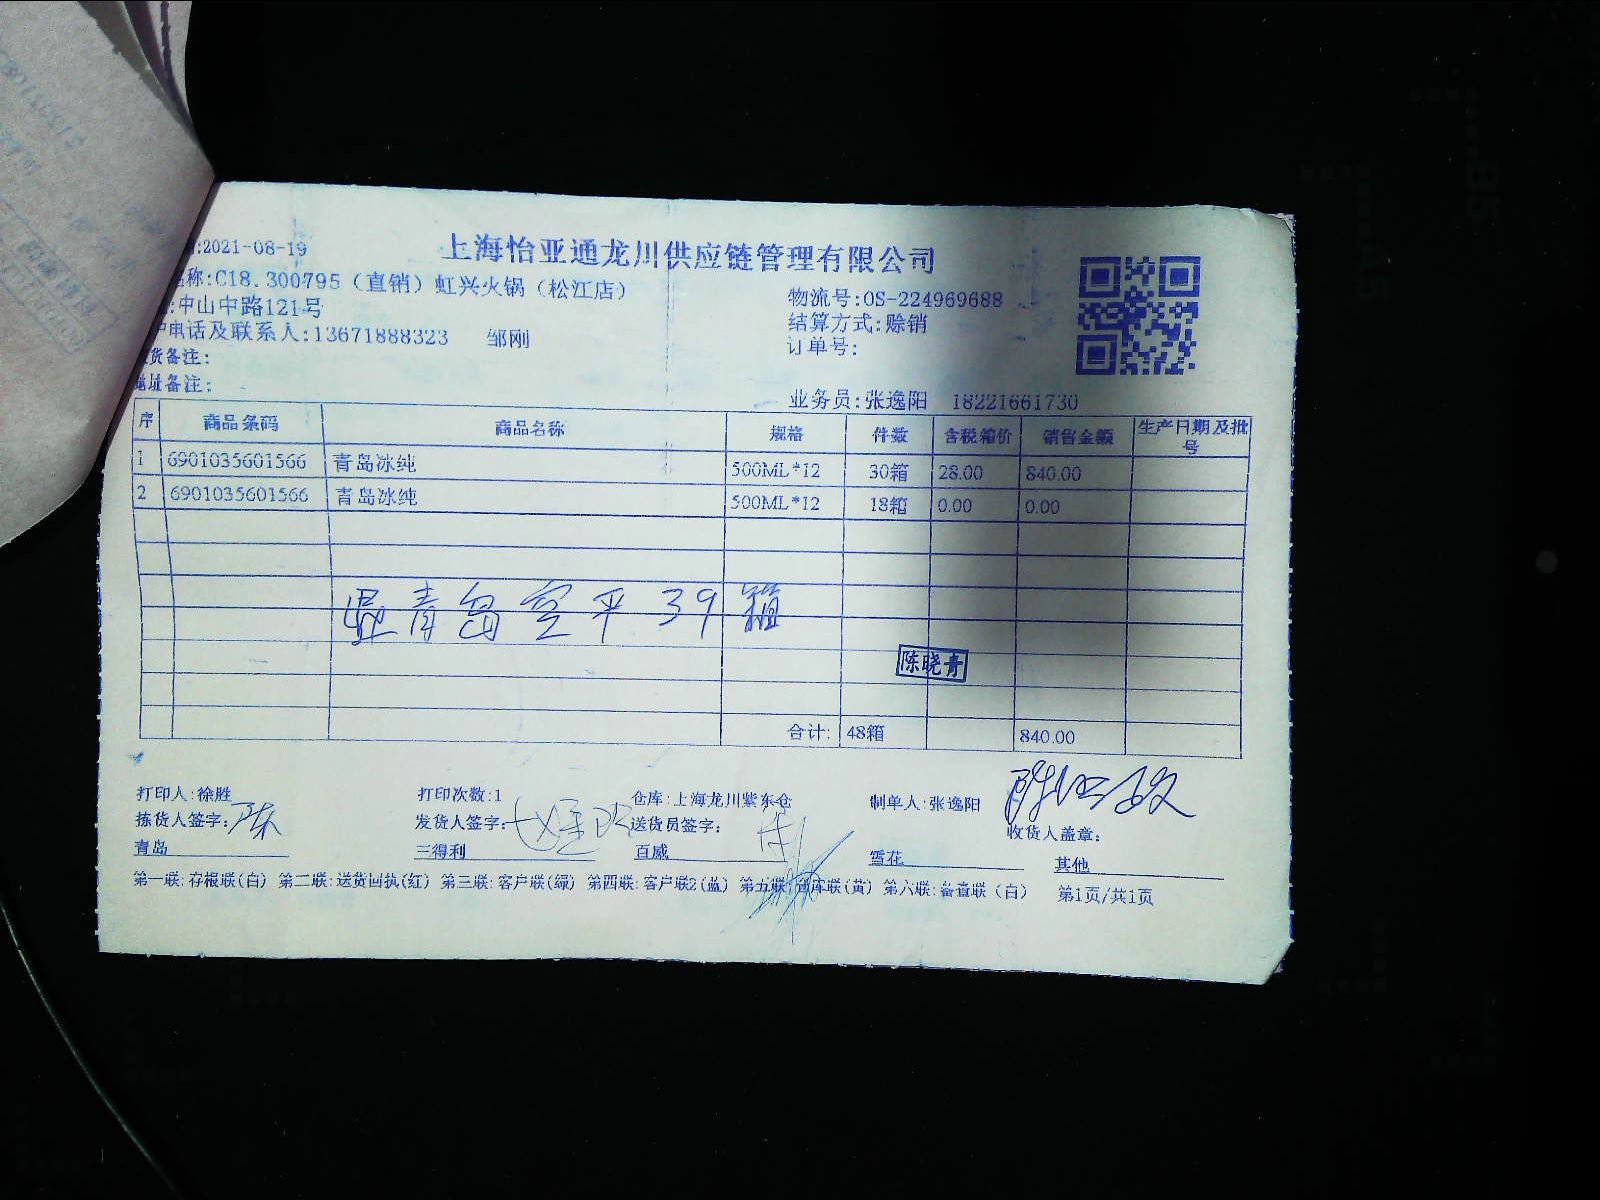 :2021-08-19
上海怡亚通龙川供应链管理有限公司
名称:C18.300795（直销）虹兴火锅（松江店）
:中山中路121号
物流号:OS-224969688
结算方式:赊销
户电话及联系人:13671888323 邹刚
订单号:
货备注:
地址备注:
业务员:张逸阳 18221661730
序 商品条码 商品名称 规格 件数 含税箱价 销售金额 生产日期及批号
1 6901035601566 青岛冰纯 500ML*12 30箱 28.00 840.00
2 6901035601566 青岛冰纯 500ML*12 18箱 0.00 0.00
青岛空 39箱
陈晓青
合计: 48箱 840.00
打印人:徐胜 打印次数:1 仓库:上海龙川紫东仓 制单人:张逸阳
拣货人签字: 发货人签字: 送货员签字: 收货人盖章:
青岛 三得利 百威 雪花 其他
第一联:存根联(白) 第二联:送货回执(红) 第三联:客户联(绿) 第四联:客户联2(蓝) 第五联:仓库联(黄) 第六联:备查联（白） 第1页/共1页